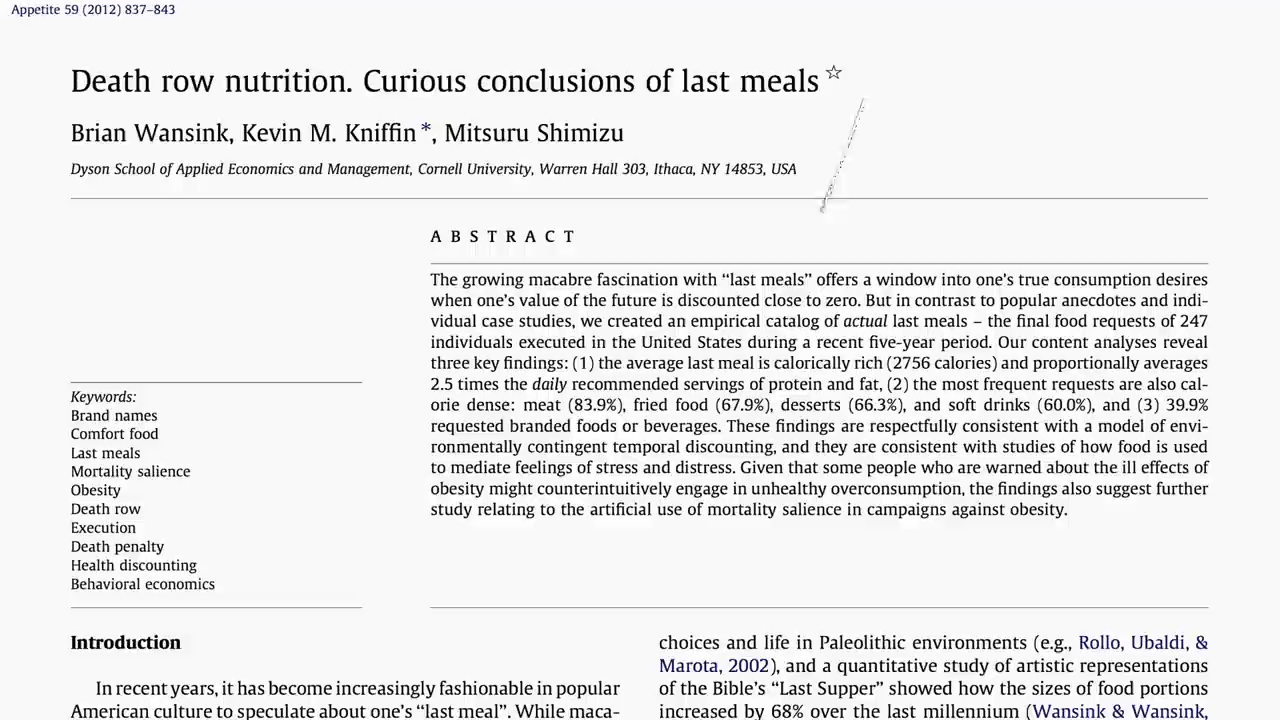 Appetite 59 (2012) 837–843
Death row nutrition. Curious conclusions of last meals ☆
Brian Wansink, Kevin M. Kniffin *, Mitsuru Shimizu
Dyson School of Applied Economics and Management, Cornell University, Warren Hall 303, Ithaca, NY 14853, USA
A B S T R A C T
The growing macabre fascination with “last meals” offers a window into one’s true consumption desires
when one’s value of the future is discounted close to zero. But in contrast to popular anecdotes and indi-
vidual case studies, we created an empirical catalog of actual last meals – the final food requests of 247
individuals executed in the United States during a recent five-year period. Our content analyses reveal
three key findings: (1) the average last meal is calorically rich (2756 calories) and proportionally averages
2.5 times the daily recommended servings of protein and fat, (2) the most frequent requests are also cal-
orie dense: meat (83.9%), fried food (67.9%), desserts (66.3%), and soft drinks (60.0%), and (3) 39.9%
requested branded foods or beverages. These findings are respectfully consistent with a model of envi-
ronmentally contingent temporal discounting, and they are consistent with studies of how food is used
to mediate feelings of stress and distress. Given that some people who are warned about the ill effects of
obesity might counterintuitively engage in unhealthy overconsumption, the findings also suggest further
study relating to the artificial use of mortality salience in campaigns against obesity.
Keywords:
Brand names
Comfort food
Last meals
Mortality salience
Obesity
Death row
Execution
Death penalty
Health discounting
Behavioral economics
Introduction
In recent years, it has become increasingly fashionable in popular
American culture to speculate about one’s “last meal”. While maca-
choices and life in Paleolithic environments (e.g., Rollo, Ubaldi, &
Marota, 2002), and a quantitative study of artistic representations
of the Bible’s “Last Supper” showed how the sizes of food portions
increased by 68% over the last millennium (Wansink & Wansink,